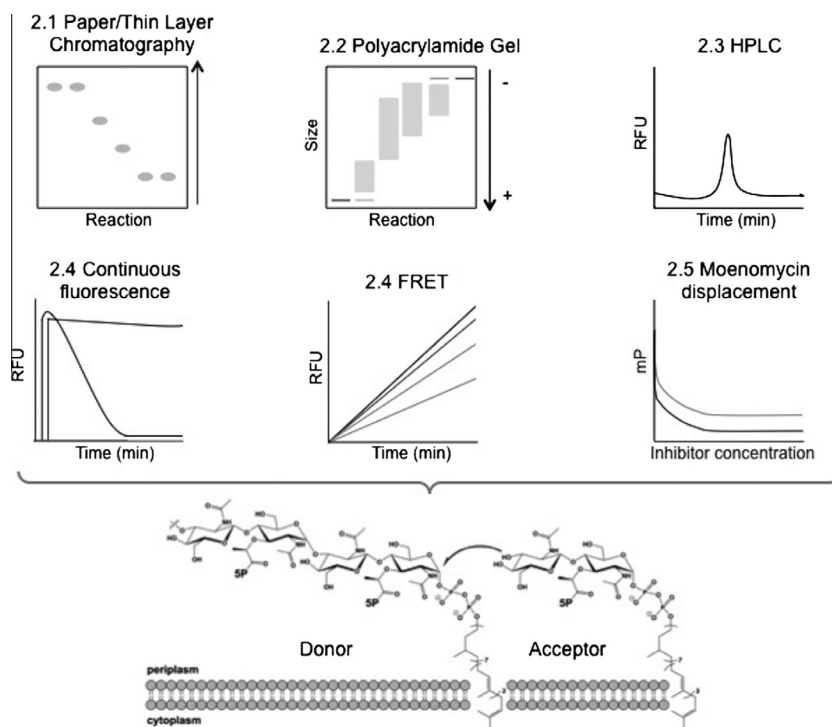 2.1 Paper/Thin Layer
Chromatography
Reaction
2.2 Polyacrylamide Gel
Size
-
+
Reaction
2.3 HPLC
RFU
Time (min)
2.4 Continuous
fluorescence
RFU
Time (min)
2.4 FRET
RFU
Time (min)
2.5 Moenomycin
displacement
mP
Inhibitor concentration
5P
5P
5P
Donor
Acceptor
periplasm
cytoplasm